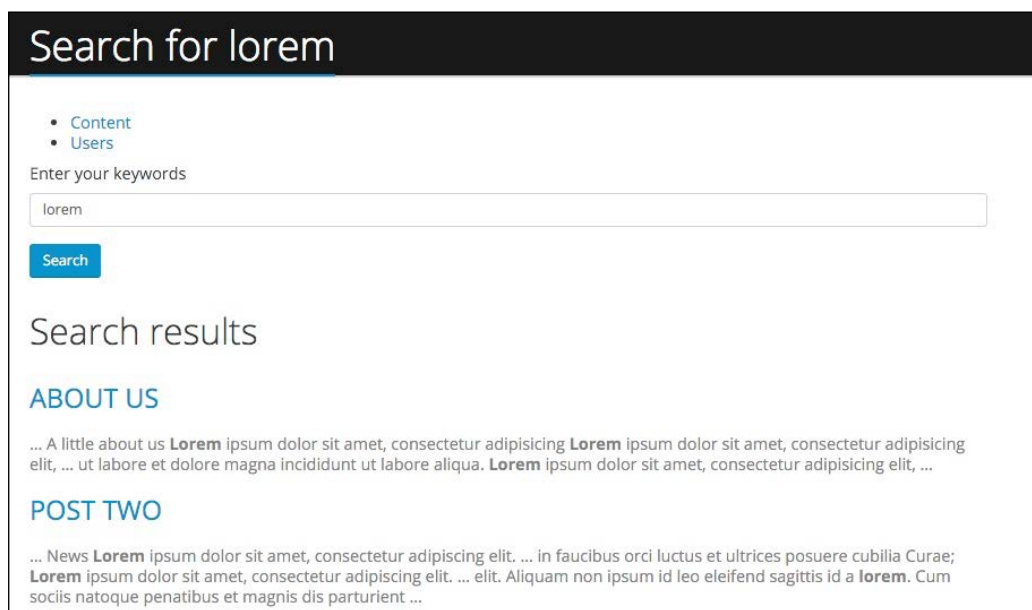 Search for lorem
Content
Users
Enter your keywords
lorem
Search
Search results
ABOUT US
... A little about us Lorem ipsum dolor sit amet, consectetur adipisicing Lorem ipsum dolor sit amet, consectetur adipisicing
elit, ... ut labore et dolore magna incididunt ut labore aliqua. Lorem ipsum dolor sit amet, consectetur adipisicing elit, ...
POST TWO
... News Lorem ipsum dolor sit amet, consectetur adipiscing elit. ... in faucibus orci luctus et ultrices posuere cubilia Curae;
Lorem ipsum dolor sit amet, consectetur adipiscing elit. ... elit. Aliquam non ipsum id leo eleifend sagittis id a lorem. Cum
sociis natoque penatibus et magnis dis parturient ...